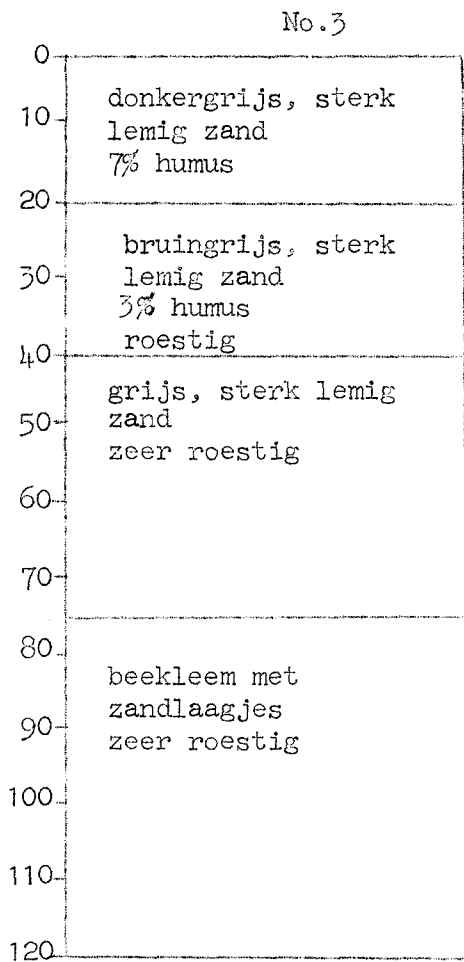 No.3
0
donkergrijs, sterk
10
lemig zand
7% humus
20
bruingrijs, sterk
30
lemig zand
3% humus
roestig
40
grijs, sterk lemig
50
zand
zeer roestig
60
70
80
beekleem met
zandlaagjes
90
zeer roestig
100
110
120